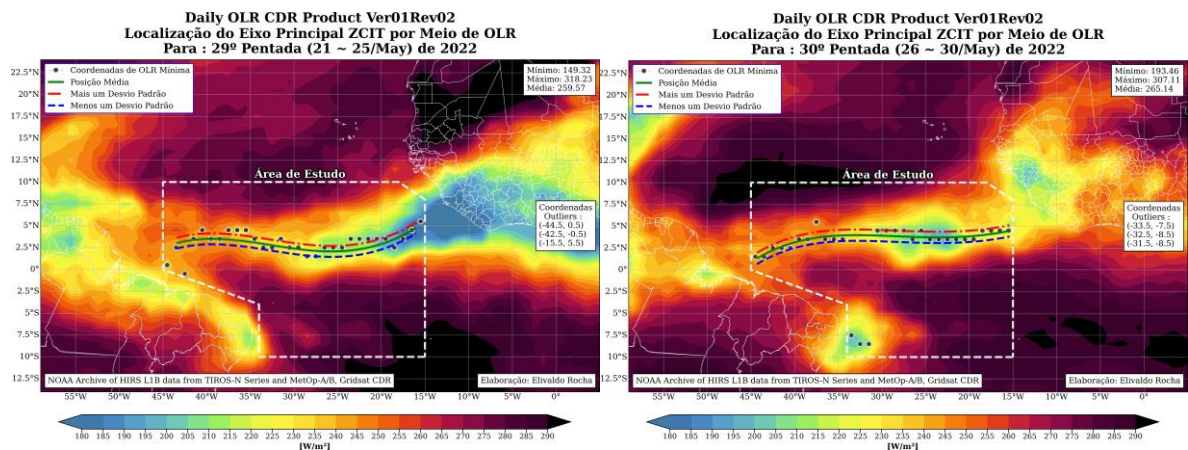 Daily OLR CDR Product Ver01Rev02
Localização do Eixo Principal ZCIT por Meio de OLR
Para : 29º Pentada (21 ~ 25/May) de 2022
Coordenadas de OLR Mínima
Posição Média
Mais um Desvio Padrão
Menos um Desvio Padrão
Mínimo: 149.32
Máximo: 318.23
Média: 259.57
22.5°N
20°N
17.5°N
15°N
12.5°N
10°N
7.5°N
5°N
2.5°N
0°
2.5°S
5°S
7.5°S
10°S
12.5°S
Área de Estudo
Coordenadas
Outliers :
(-44.5, 0.5)
(-42.5, -0.5)
(-15.5, 5.5)
NOAA Archive of HIRS L1B data from TIROS-N Series and MetOp-A/B, Gridsat CDR
Elaboração: Elivaldo Rocha
55°W 50°W 45°W 40°W 35°W 30°W 25°W 20°W 15°W 10°W 5°W 0°
180 185 190 195 200 205 210 215 220 225 230 235 240 245 250 255 260 265 270 275 280 285 290
[W/m²]
Daily OLR CDR Product Ver01Rev02
Localização do Eixo Principal ZCIT por Meio de OLR
Para : 30º Pentada (26 ~ 30/May) de 2022
Coordenadas de OLR Mínima
Posição Média
Mais um Desvio Padrão
Menos um Desvio Padrão
Mínimo: 193.46
Máximo: 307.11
Média: 265.14
22.5°N
20°N
17.5°N
15°N
12.5°N
10°N
7.5°N
5°N
2.5°N
0°
2.5°S
5°S
7.5°S
10°S
12.5°S
Área de Estudo
Coordenadas
Outliers :
(-33.5, -7.5)
(-32.5, -8.5)
(-31.5, -8.5)
NOAA Archive of HIRS L1B data from TIROS-N Series and MetOp-A/B, Gridsat CDR
Elaboração: Elivaldo Rocha
55°W 50°W 45°W 40°W 35°W 30°W 25°W 20°W 15°W 10°W 5°W 0°
180 185 190 195 200 205 210 215 220 225 230 235 240 245 250 255 260 265 270 275 280 285 290
[W/m²]